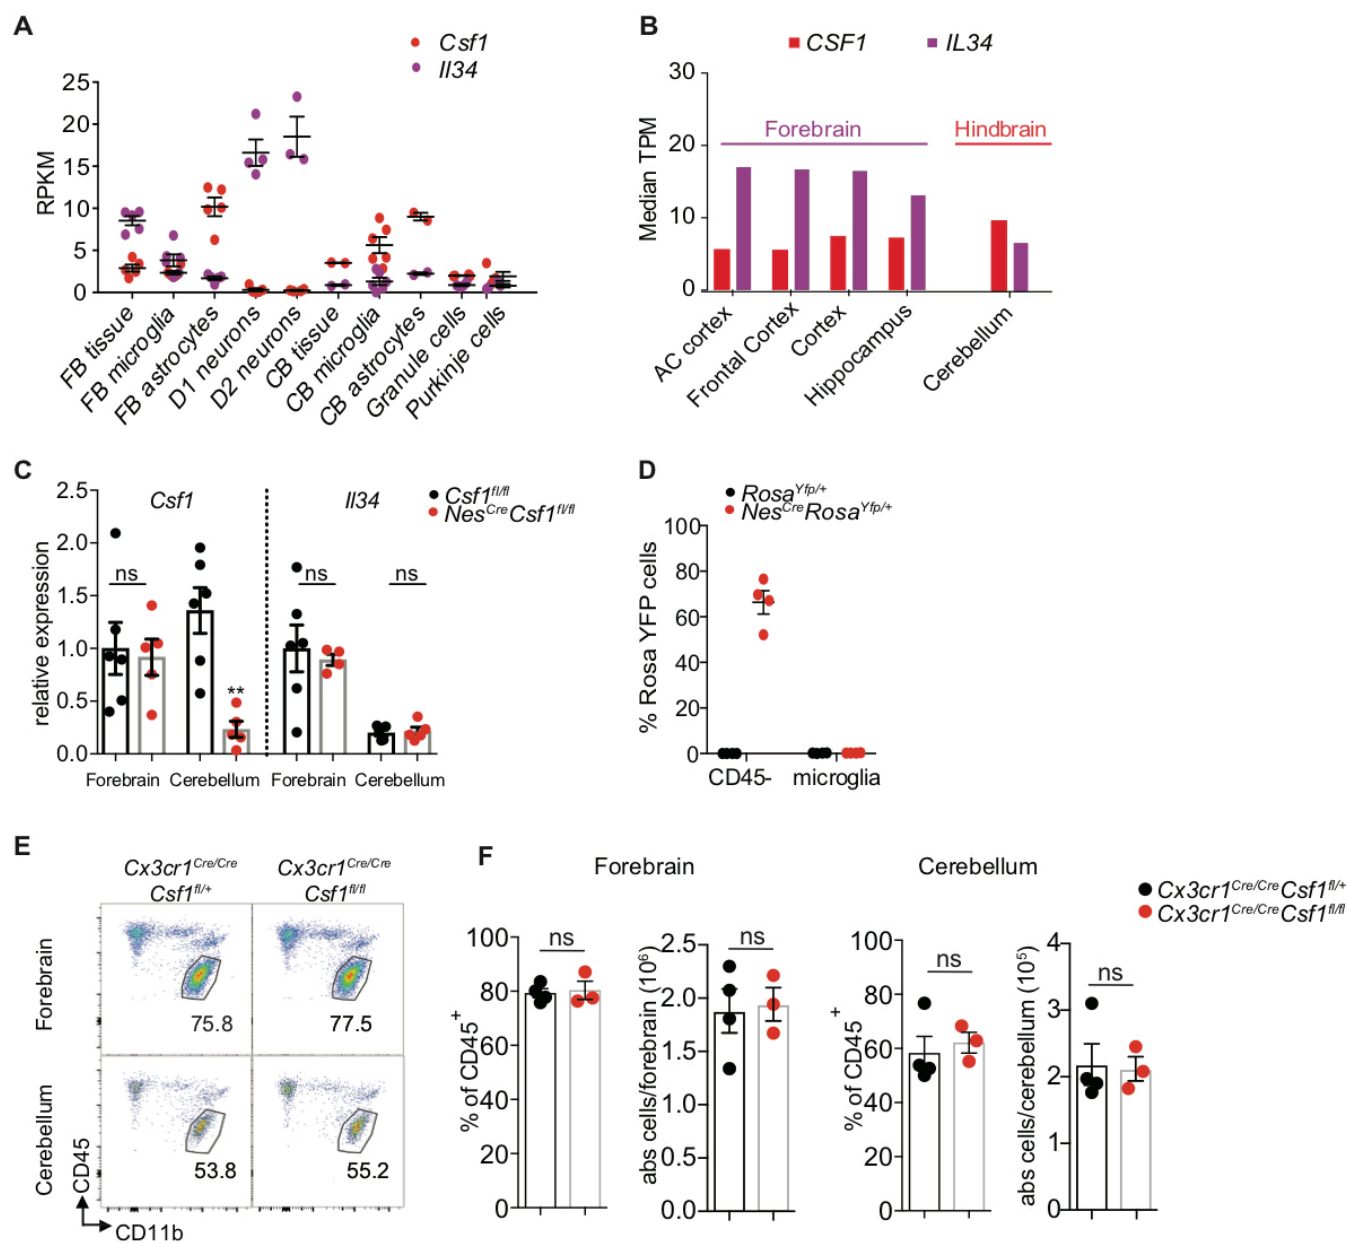 A
Csf1
Il34
RPKM
25
20
15
10
5
0
FB tissue
FB microglia
FB astrocytes
D1 neurons
D2 neurons
CB tissue
CB microglia
CB astrocytes
Granule cells
Purkinje cells
B
CSF1
IL34
Median TPM
30
20
10
0
Forebrain
Hindbrain
AC cortex
Frontal Cortex
Cortex
Hippocampus
Cerebellum
C
Csf1
Il34
Csf1fl/fl
NesCre Csf1fl/fl
relative expression
2.5
2.0
1.5
1.0
0.5
0.0
ns
**
ns
ns
Forebrain Cerebellum
Forebrain Cerebellum
D
RosaYfp/+
NesCre RosaYfp/+
% Rosa YFP cells
100
80
60
40
20
0
CD45-
microglia
E
Cx3cr1Cre/Cre
Csf1fl/+
Cx3cr1Cre/Cre
Csf1fl/fl
Forebrain
75.8
77.5
Cerebellum
53.8
55.2
CD45
CD11b
F
Forebrain
Cerebellum
Cx3cr1Cre/Cre Csf1fl/+
Cx3cr1Cre/Cre Csf1fl/fl
% of CD45+
100
80
60
40
20
0
ns
abs cells/forebrain (10⁶)
2.5
2.0
1.5
1.0
0.5
0.0
ns
% of CD45+
100
80
60
40
20
0
ns
abs cells/cerebellum (10⁵)
4
3
2
1
0
ns